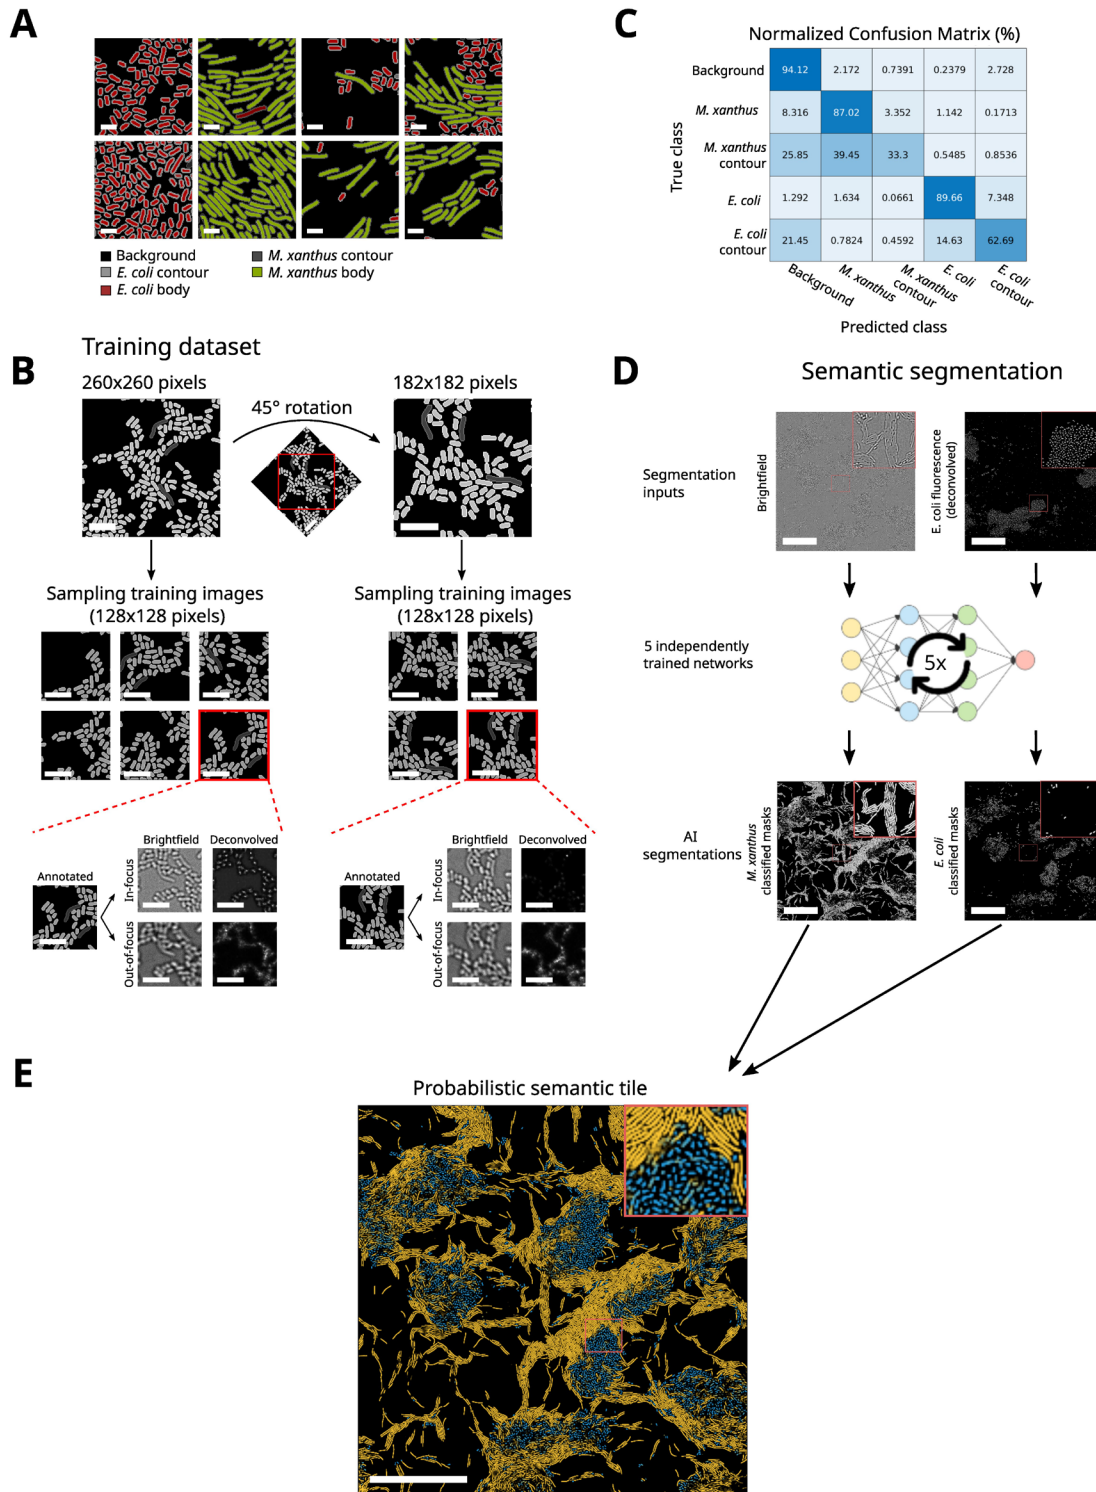 A
Background
E. coli contour
E. coli body
M. xanthus contour
M. xanthus body
C
Normalized Confusion Matrix (%)
True class
Background 94.12 2.172 0.7391 0.2379 2.728
M. xanthus 8.316 87.02 3.352 1.142 0.1713
M. xanthus
contour
25.85 39.45 33.3 0.5485 0.8536
E. coli 1.292 1.634 0.0661 89.66 7.348
E. coli
contour
21.45 0.7824 0.4592 14.63 62.69
Background
M. xanthus
M. xanthus
contour
E. coli
E. coli
contour
Predicted class
B
Training dataset
260x260 pixels
45° rotation
182x182 pixels
Sampling training images
(128x128 pixels)
Sampling training images
(128x128 pixels)
Annotated
Brightfield
Deconvolved
In-focus
Out-of-focus
Annotated
Brightfield
Deconvolved
In-focus
Out-of-focus
D
Semantic segmentation
Segmentation
inputs
Brightfield
E. coli fluorescence
(deconvolved)
5 independently
trained networks
5x
AI
segmentations
M. xanthus
classified masks
E. coli
classified masks
E
Probabilistic semantic tile